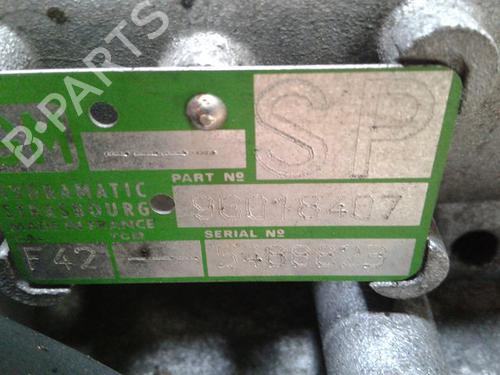 B-PARTS
GM
SP
PART No
HYDRAMATIC
STRASBOURG
MADE IN FRANCE
96018407
SERIAL No
F42